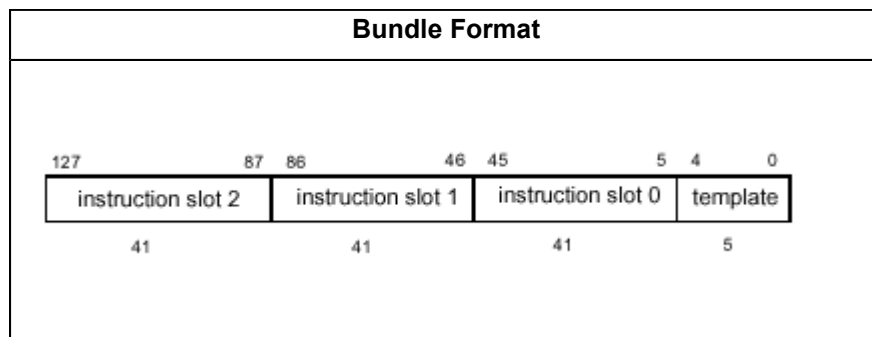 Bundle Format
127 87 86 46 45 5 4 0
instruction slot 2 instruction slot 1 instruction slot 0 template
41 41 41 5